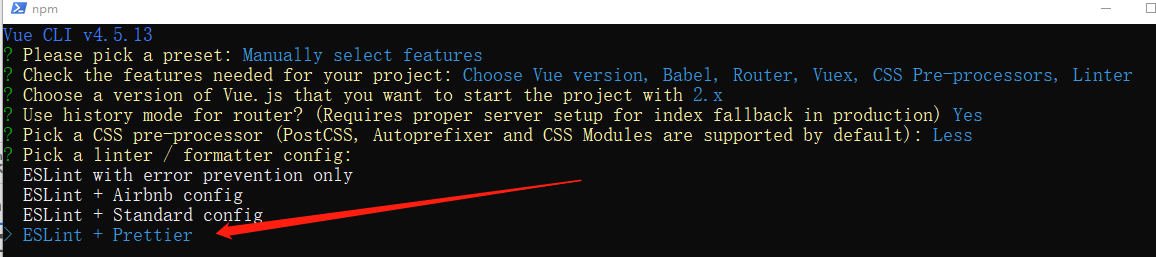 npm
Vue CLI v4.5.13
? Please pick a preset: Manually select features
? Check the features needed for your project: Choose Vue version, Babel, Router, Vuex, CSS Pre-processors, Linter
? Choose a version of Vue.js that you want to start the project with 2.x
? Use history mode for router? (Requires proper server setup for index fallback in production) Yes
? Pick a CSS pre-processor (PostCSS, Autoprefixer and CSS Modules are supported by default): Less
? Pick a linter / formatter config:
ESLint with error prevention only
ESLint + Airbnb config
ESLint + Standard config
> ESLint + Prettier